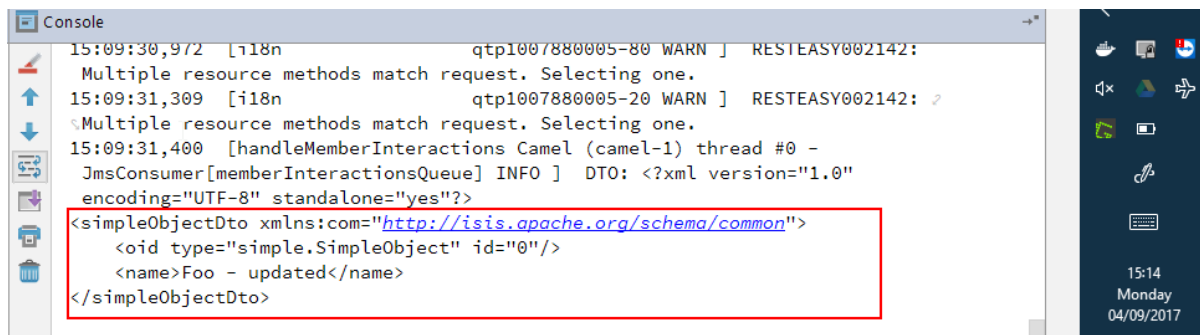 Console
15:09:30,972 [i18n qtp1007880005-80 WARN ] RESTEASY002142:
Multiple resource methods match request. Selecting one.
15:09:31,309 [i18n qtp1007880005-20 WARN ] RESTEASY002142:
Multiple resource methods match request. Selecting one.
15:09:31,400 [handleMemberInteractions Camel (camel-1) thread #0 -
JmsConsumer[memberInteractionsQueue] INFO ] DTO: <?xml version="1.0"
encoding="UTF-8" standalone="yes"?>
<simpleObjectDto xmlns:com="http://isis.apache.org/schema/common">
<oid type="simple.SimpleObject" id="0"/>
<name>Foo - updated</name>
</simpleObjectDto>
15:14
Monday
04/09/2017